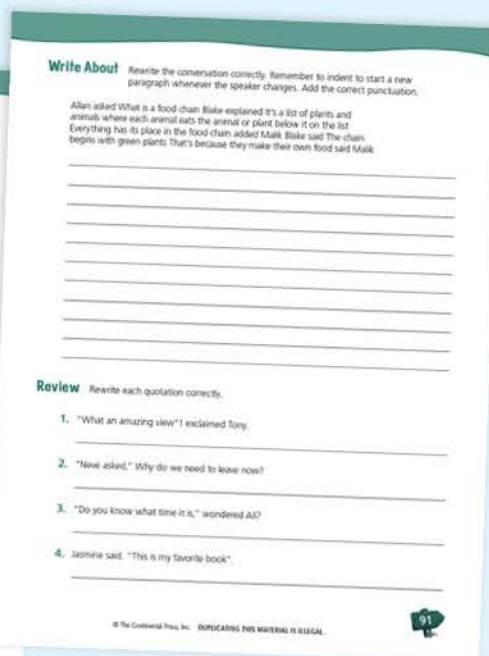 Write About Rewrite the conversation correctly. Remember to indent to start a new
paragraph whenever the speaker changes. Add the correct punctuation.
Allan asked What is a food chain Blake explained It's a list of plants and
animals where each animal eats the animal or plant below it on the list
Everything has its place in the food chain added Malik Blake said The chain
begins with green plants That's because they make their own food said Malik
Review Rewrite each quotation correctly.
1. "What an amazing view"! exclaimed Tony.
2. "Neve asked," Why do we need to leave now?
3. "Do you know what time it is," wondered Ali?
4. Jasmine said. "This is my favorite book".
© The Continental Press, Inc. DUPLICATING THIS MATERIAL IS ILLEGAL.
91